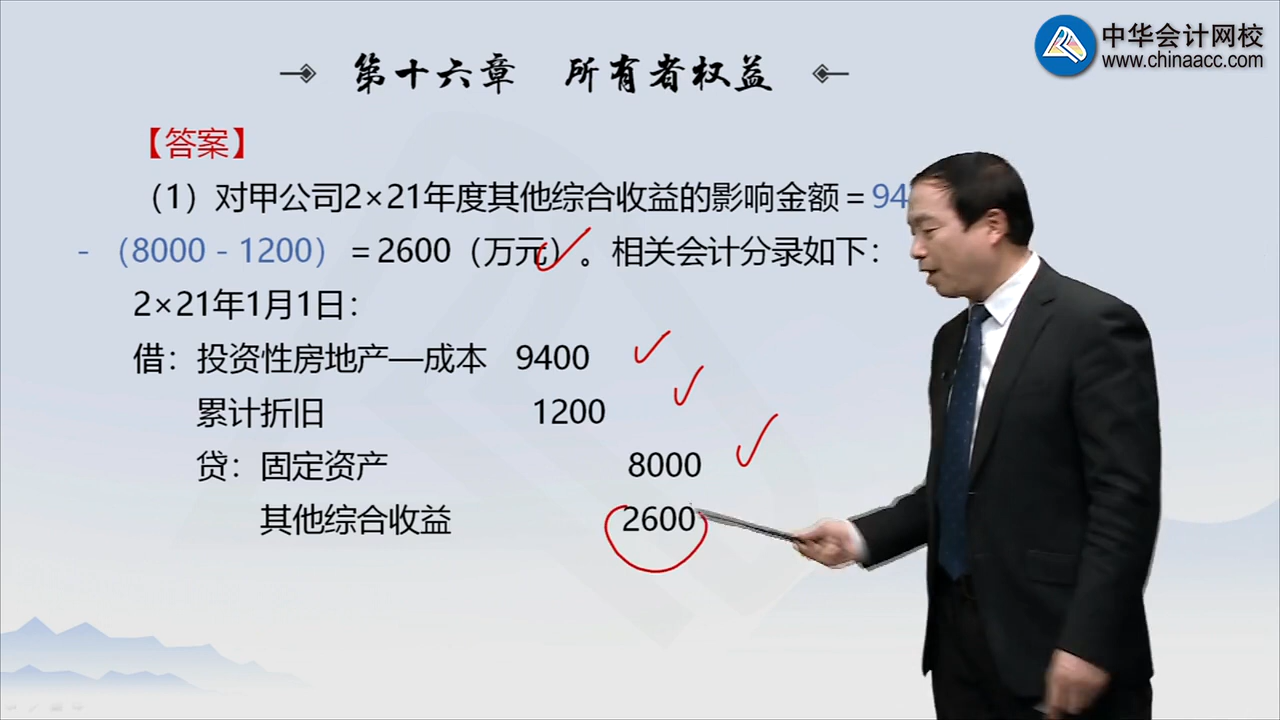 中华会计网校
www.chinaacc.com
第十六章 所有者权益
【答案】
（1）对甲公司2×21年度其他综合收益的影响金额＝94
-（8000－1200）＝2600（万元）。相关会计分录如下：
2×21年1月1日：
借：投资性房地产—成本 9400
累计折旧 1200
贷：固定资产 8000
其他综合收益 2600